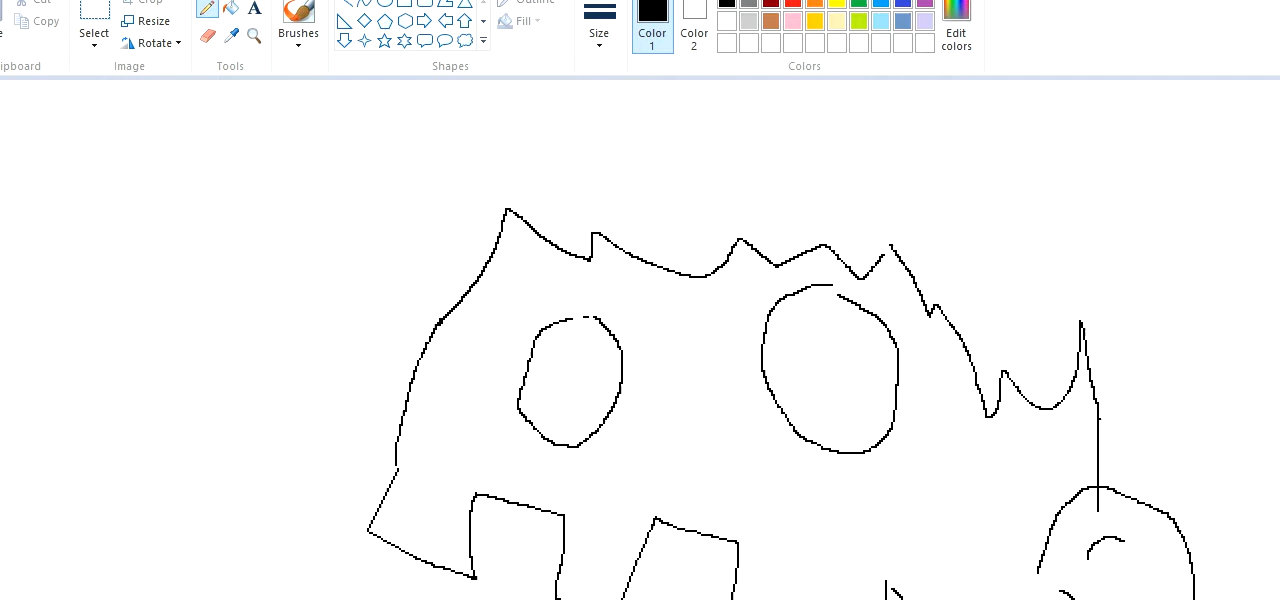 Cut
Crop
Outline
Copy
Select
Resize
Rotate
A
Brushes
Fill
Size
Color 1
Color 2
Edit colors
ipboard
Image
Tools
Shapes
Colors